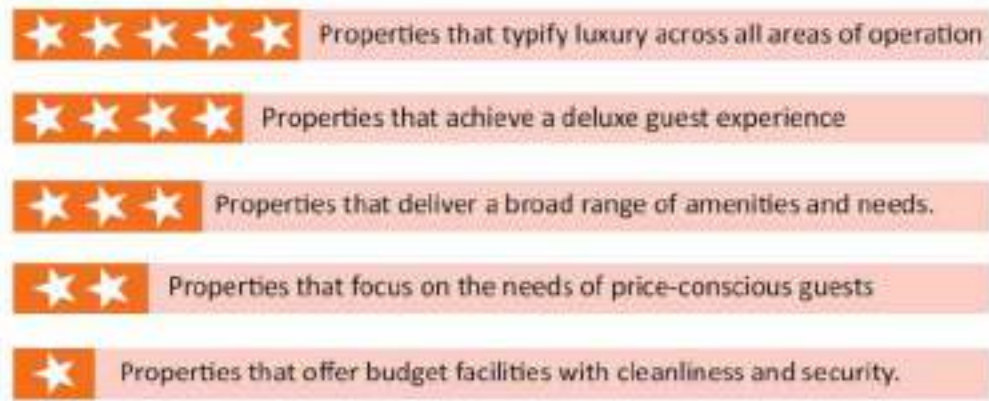 Properties that typify luxury across all areas of operation
Properties that achieve a deluxe guest experience
Properties that deliver a broad range of amenities and needs.
Properties that focus on the needs of price-conscious guests
Properties that offer budget facilities with cleanliness and security.